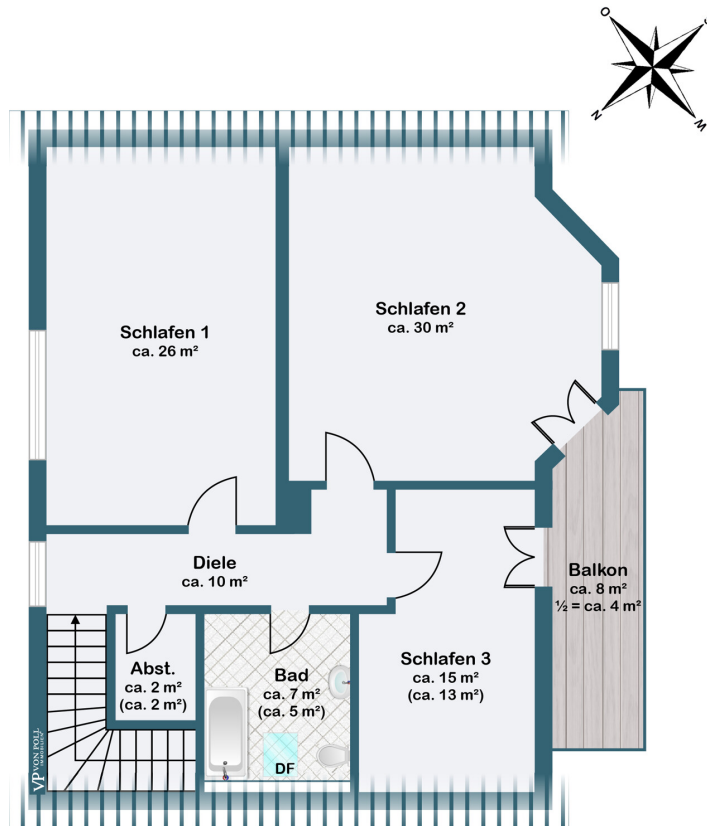 O
N
W
Schlafen 1
ca. 26 m²
Schlafen 2
ca. 30 m²
Diele
ca. 10 m²
Balkon
ca. 8 m²
½ = ca. 4 m²
Schlafen 3
ca. 15 m²
(ca. 13 m²)
Abst.
ca. 2 m²
(ca. 2 m²)
Bad
ca. 7 m²
(ca. 5 m²)
DF
VP VON POLL
IMMOBILIEN